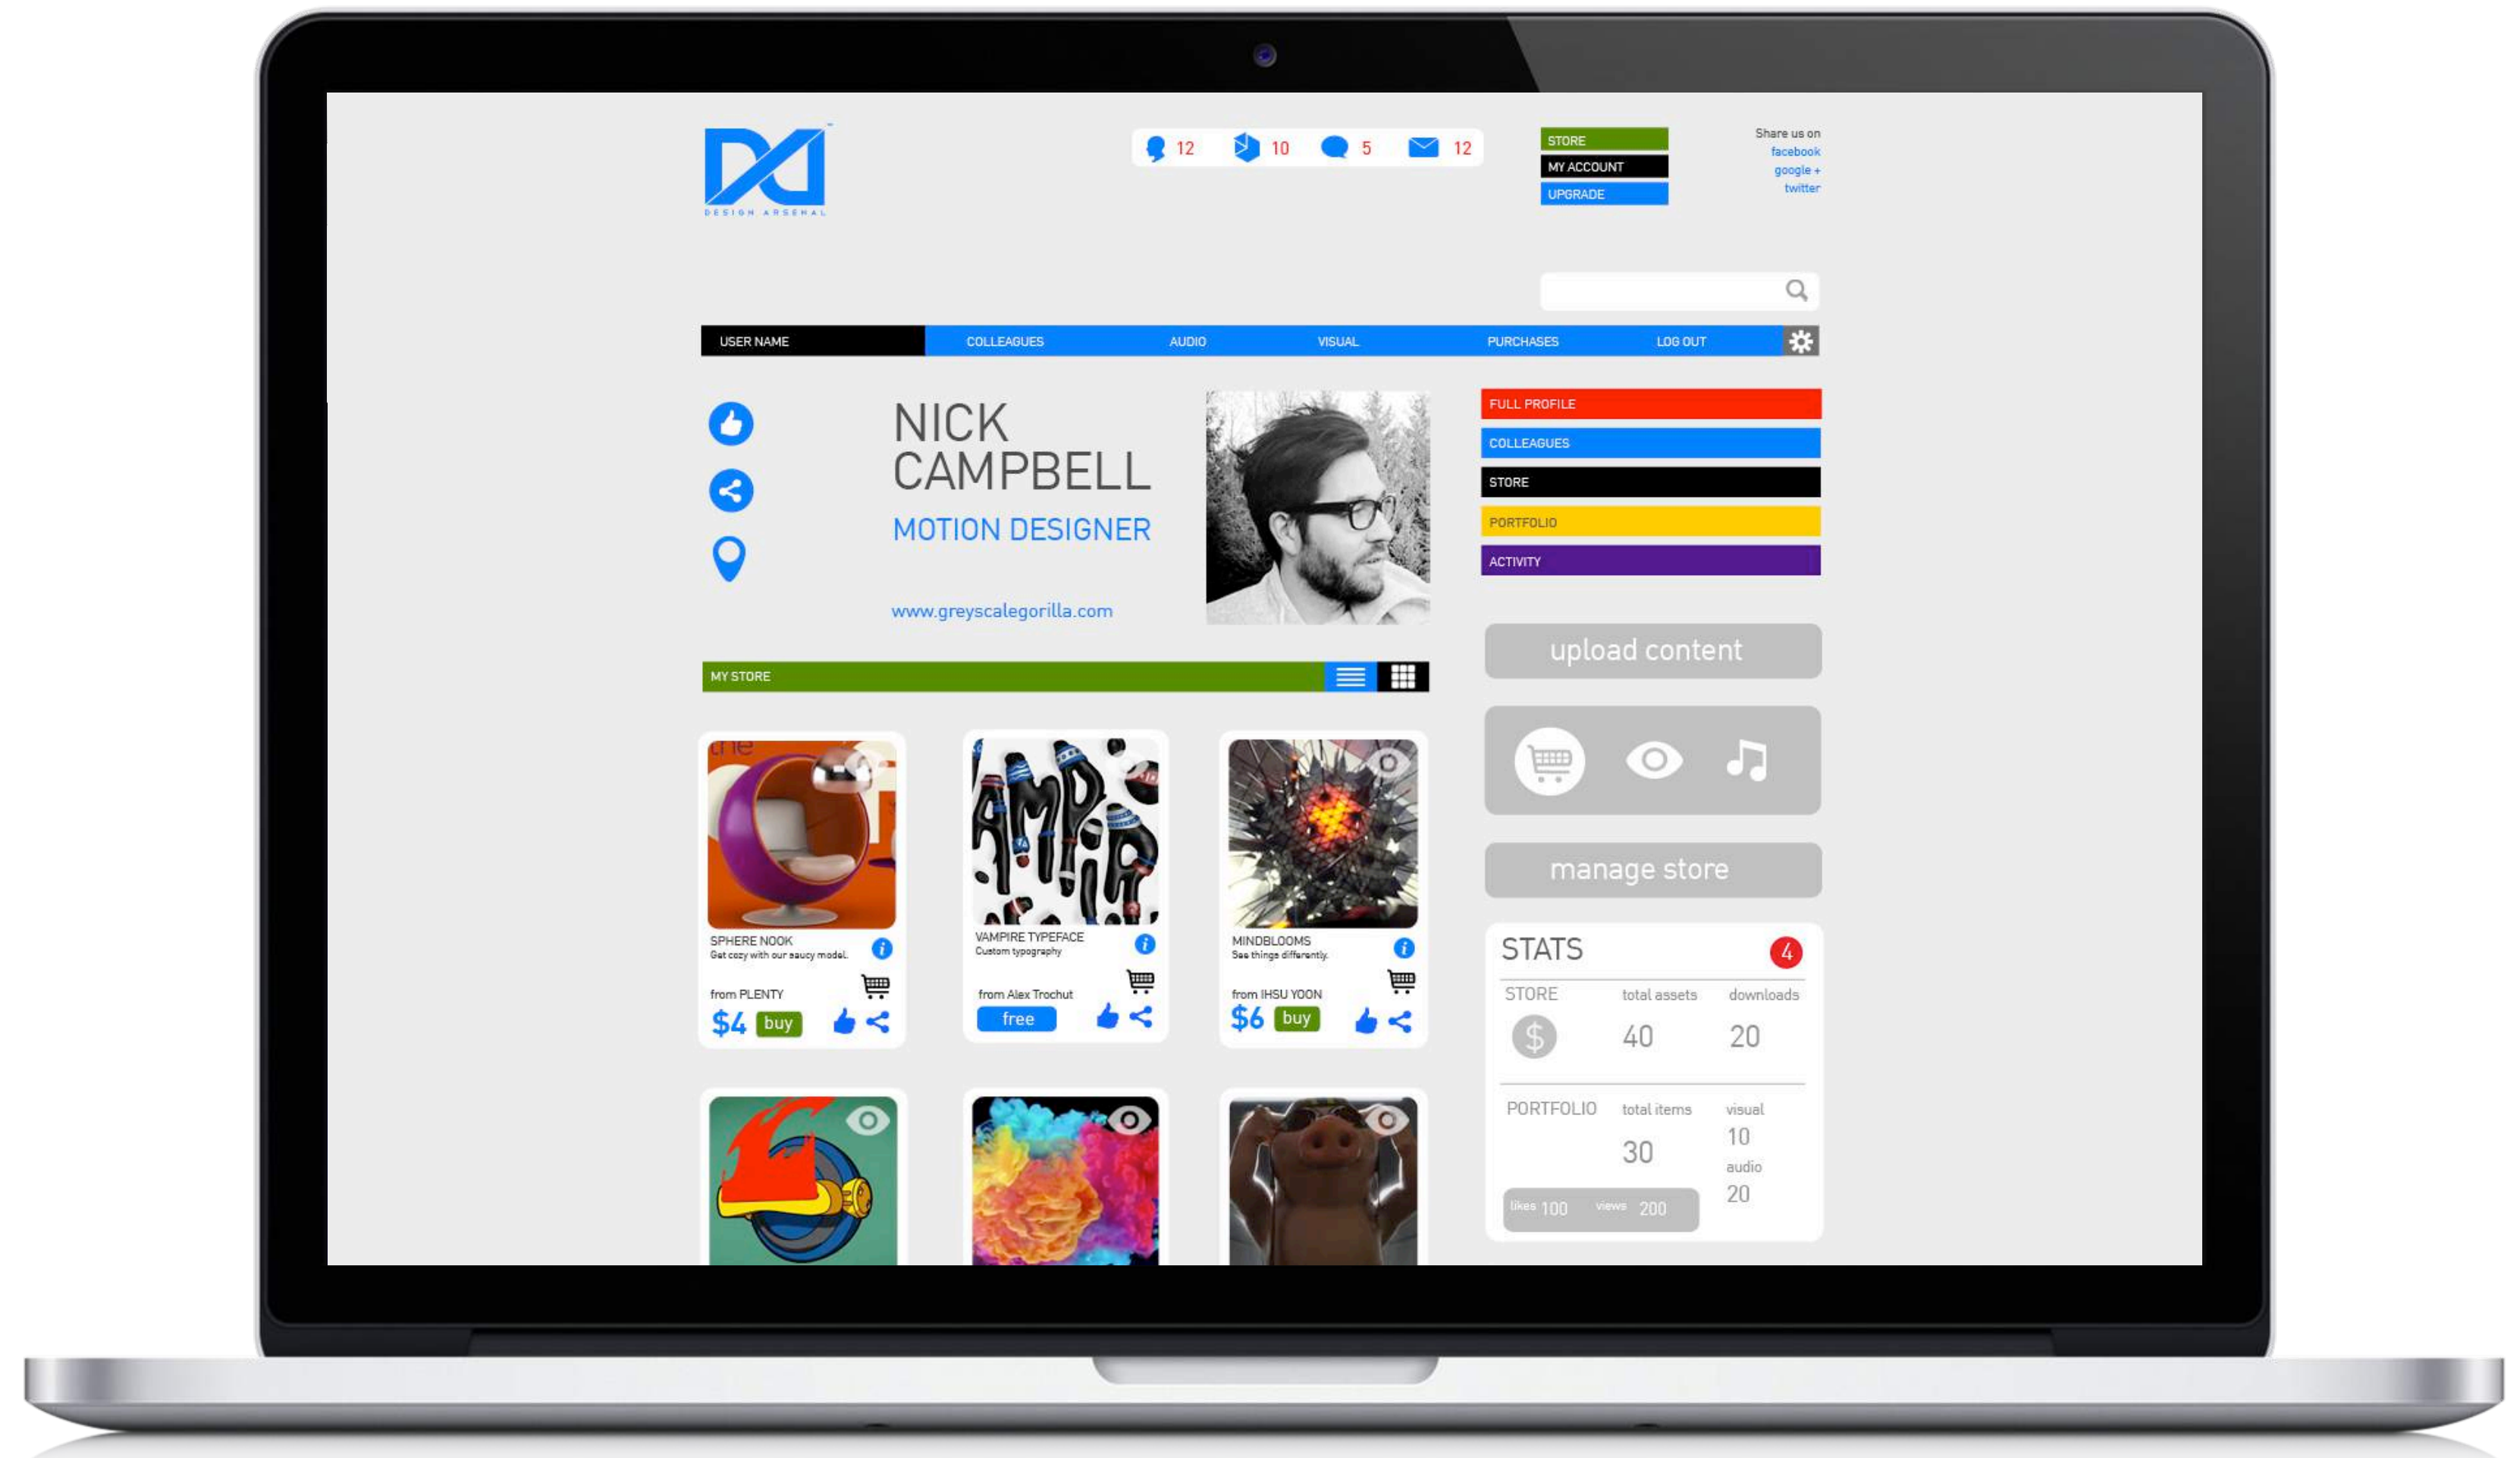 ™
DESIGN ARSENAL
12
10
5
12
STORE
MY ACCOUNT
UPGRADE
Share us on
facebook
google +
twitter
USER NAME
COLLEAGUES
AUDIO
VISUAL
PURCHASES
LOG OUT
NICK
CAMPBELL
MOTION DESIGNER
www.greyscalegorilla.com
FULL PROFILE
COLLEAGUES
STORE
PORTFOLIO
ACTIVITY
MY STORE
upload content
manage store
the
SPHERE NOOK
Get cozy with our saucy model.
i
from PLENTY
$4 buy
AMPIR
VAMPIRE TYPEFACE
Custom typography
i
from Alex Trochut
free
MINDBLOOMS
See things differently.
i
from IHSU YOON
$6 buy
STATS
4
STORE total assets downloads
$ 40 20
PORTFOLIO total items visual
30 10
audio
20
likes 100 views 200